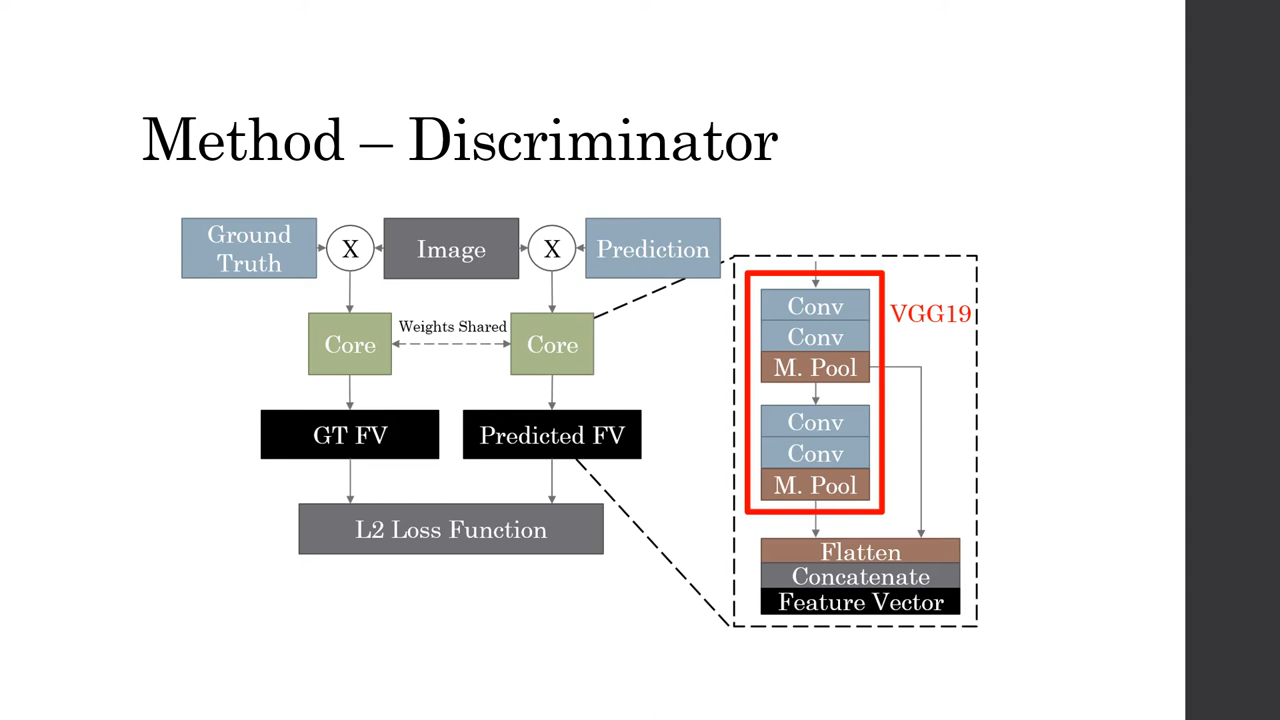 Method – Discriminator
Ground
Truth
X
Image
X
Prediction
Core
Weights Shared
Core
GT FV
Predicted FV
L2 Loss Function
VGG19
Conv
Conv
M. Pool
Conv
Conv
M. Pool
Flatten
Concatenate
Feature Vector